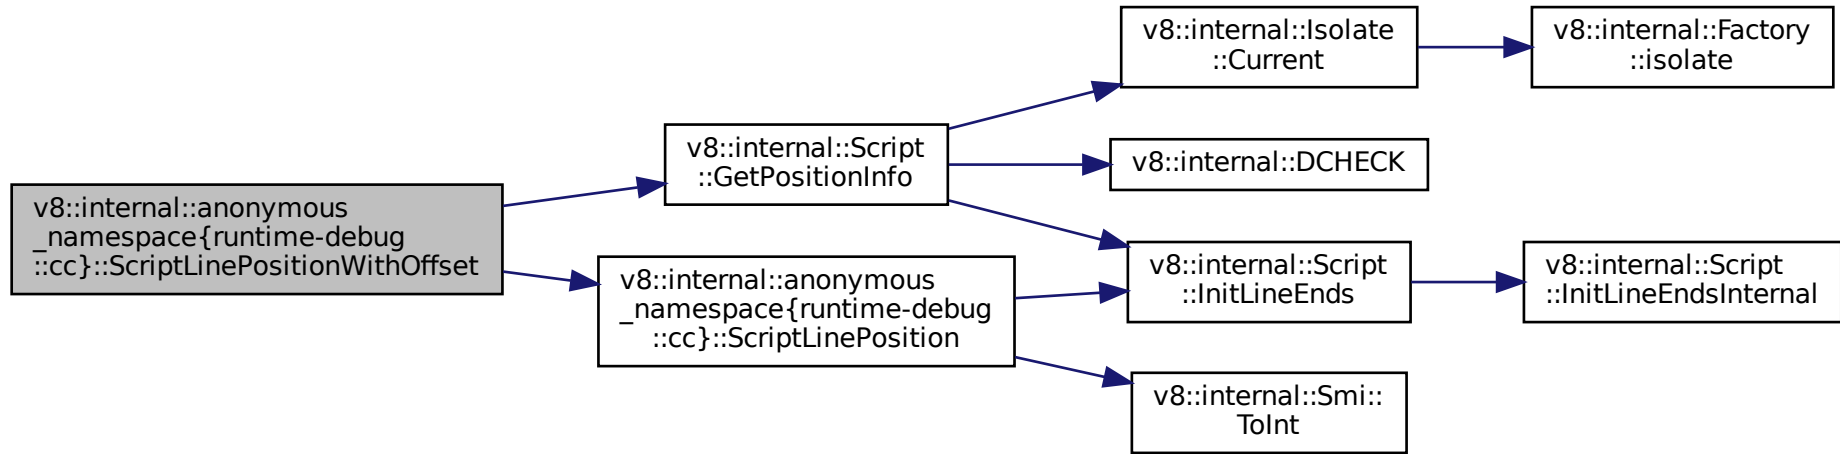 v8::internal::anonymous
_namespace{runtime-debug
::cc}::ScriptLinePositionWithOffset
v8::internal::Script
::GetPositionInfo
v8::internal::anonymous
_namespace{runtime-debug
::cc}::ScriptLinePosition
v8::internal::Isolate
::Current
v8::internal::DCHECK
v8::internal::Script
::InitLineEnds
v8::internal::Smi::
ToInt
v8::internal::Factory
::isolate
v8::internal::Script
::InitLineEndsInternal